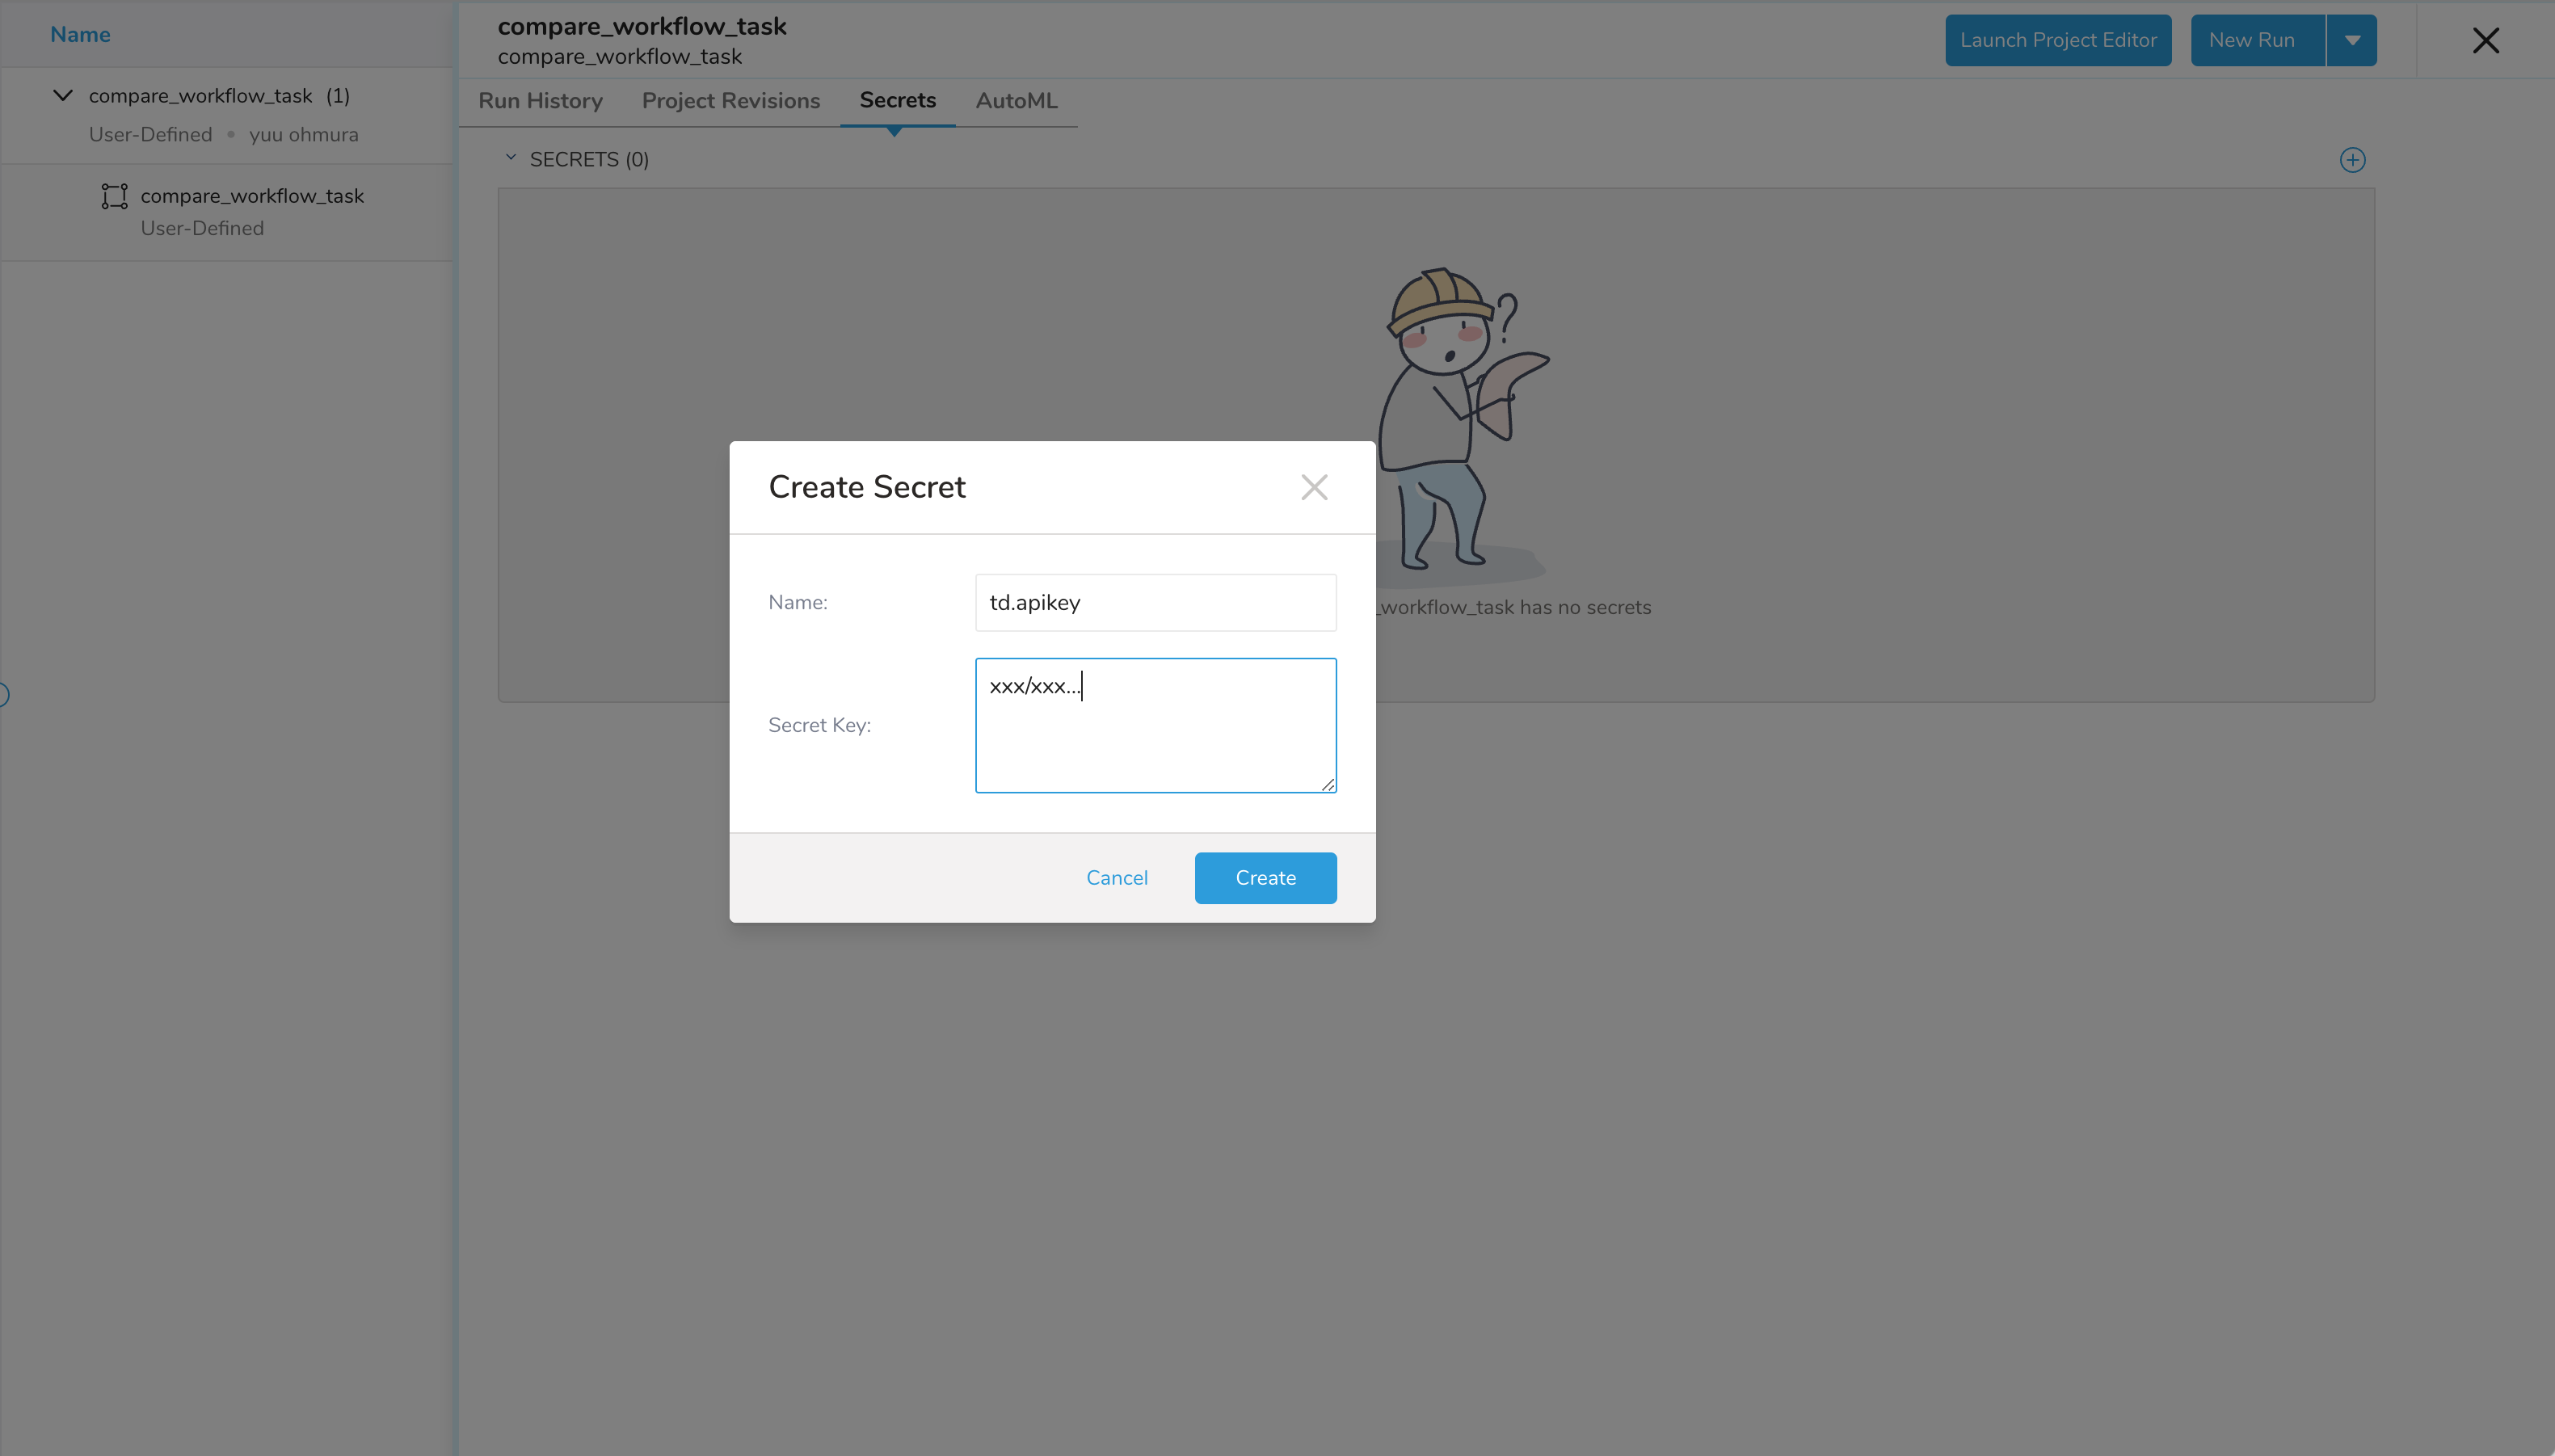 Name
compare_workflow_task (1)
User-Defined • yuu ohmura
compare_workflow_task
User-Defined
compare_workflow_task
compare_workflow_task
Launch Project Editor
New Run
Run History
Project Revisions
Secrets
AutoML
SECRETS (0)
?
_workflow_task has no secrets
Create Secret
Name:
td.apikey
Secret Key:
xxx/xxx...
Cancel
Create